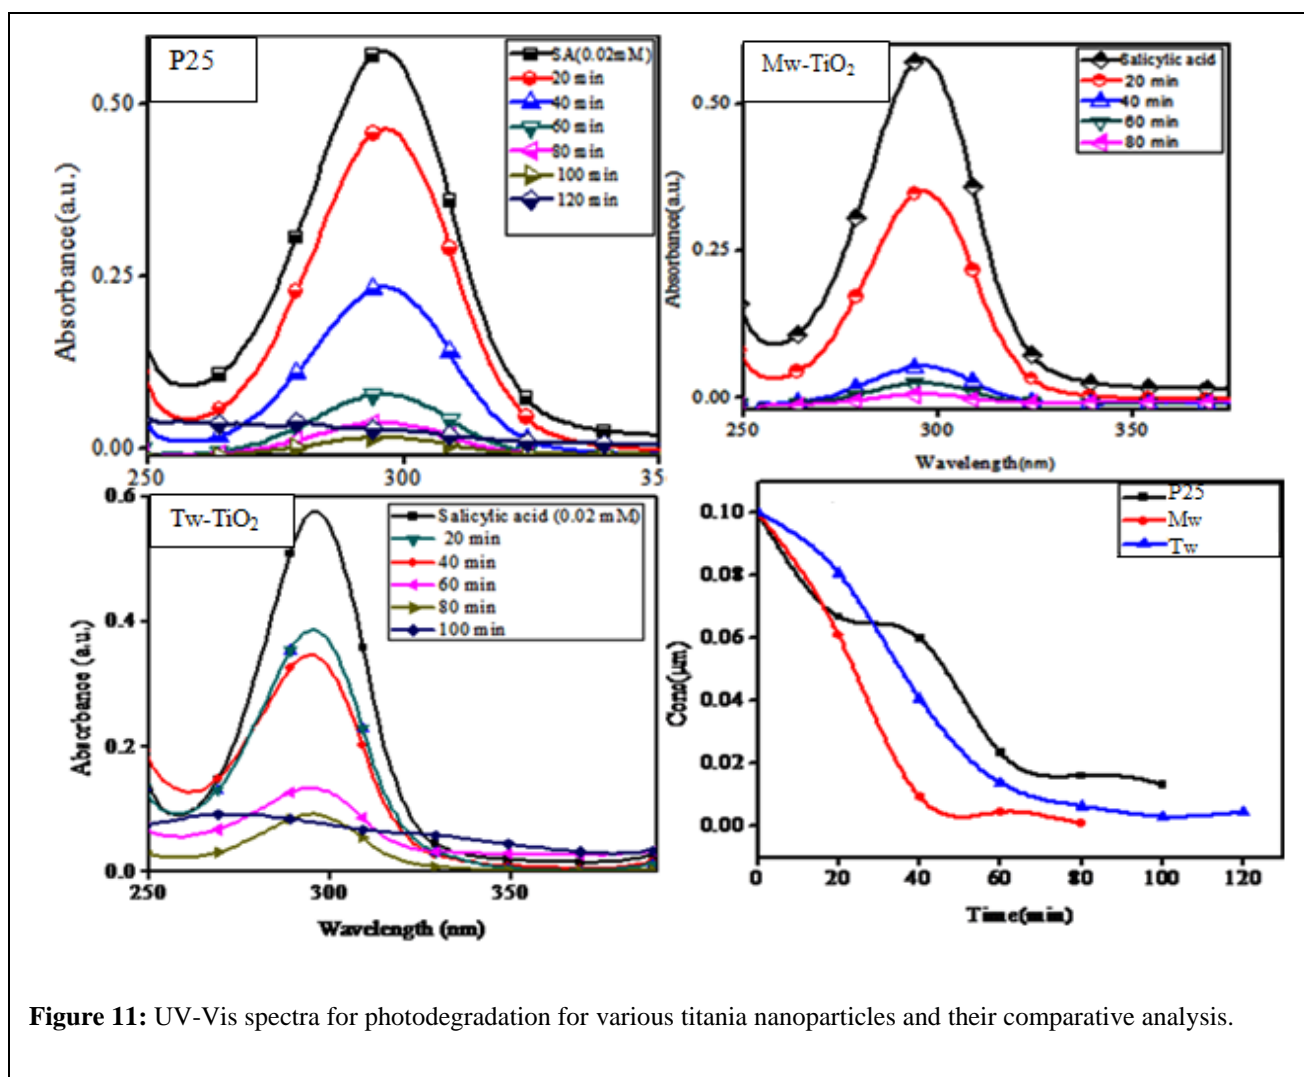 P25
SA(0.02mM)
20 min
40 min
60 min
80 min
100 min
120 min
0.50
0.25
0.00
Absorbance(a.u.)
250
300
35
Mw-TiO₂
Salicylic acid
20 min
40 min
60 min
80 min
0.50
0.25
0.00
Absorbance(a.u.)
250
300
350
Wavelength(nm)
Tw-TiO₂
Salicylic acid (0.02 mM)
20 min
40 min
60 min
80 min
100 min
0.6
0.4
0.2
0.0
Absorbance (a.u.)
250
300
350
Wavelength (nm)
P25
Mw
Tw
0.10
0.08
0.06
0.04
0.02
0.00
Conc(µm)
0 20 40 60 80 100 120
Time(min)
Figure 11: UV-Vis spectra for photodegradation for various titania nanoparticles and their comparative analysis.